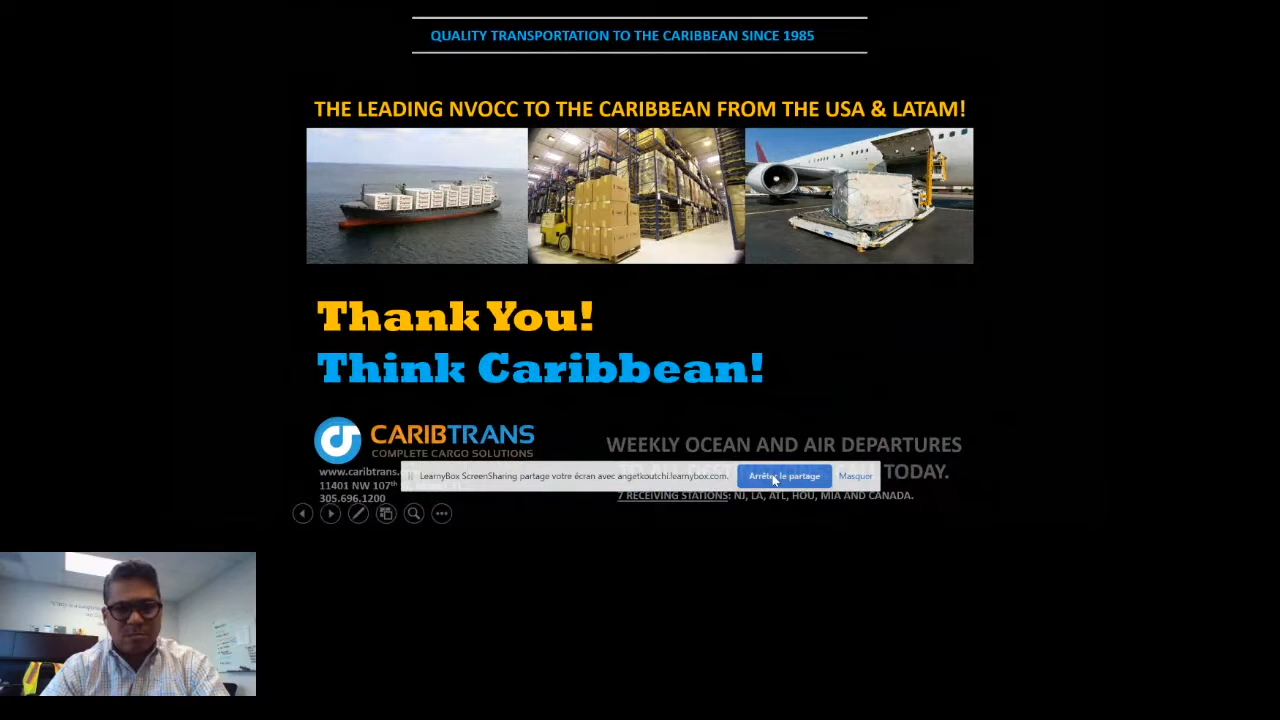 QUALITY TRANSPORTATION TO THE CARIBBEAN SINCE 1985
THE LEADING NVOCC TO THE CARIBBEAN FROM THE USA & LATAM!
Thank You!
Think Caribbean!
CARIBTRANS
COMPLETE CARGO SOLUTIONS
WEEKLY OCEAN AND AIR DEPARTURES
TODAY.
www.caribtrans.
LearnyBox ScreenSharing partage votre écran avec angetkoutchi.learnybox.com.
Arrêter le partage
Masquer
11401 NW 107th
305.696.1200
7 RECEIVING STATIONS: NJ, LA, ATL, HOU, MIA AND CANADA.